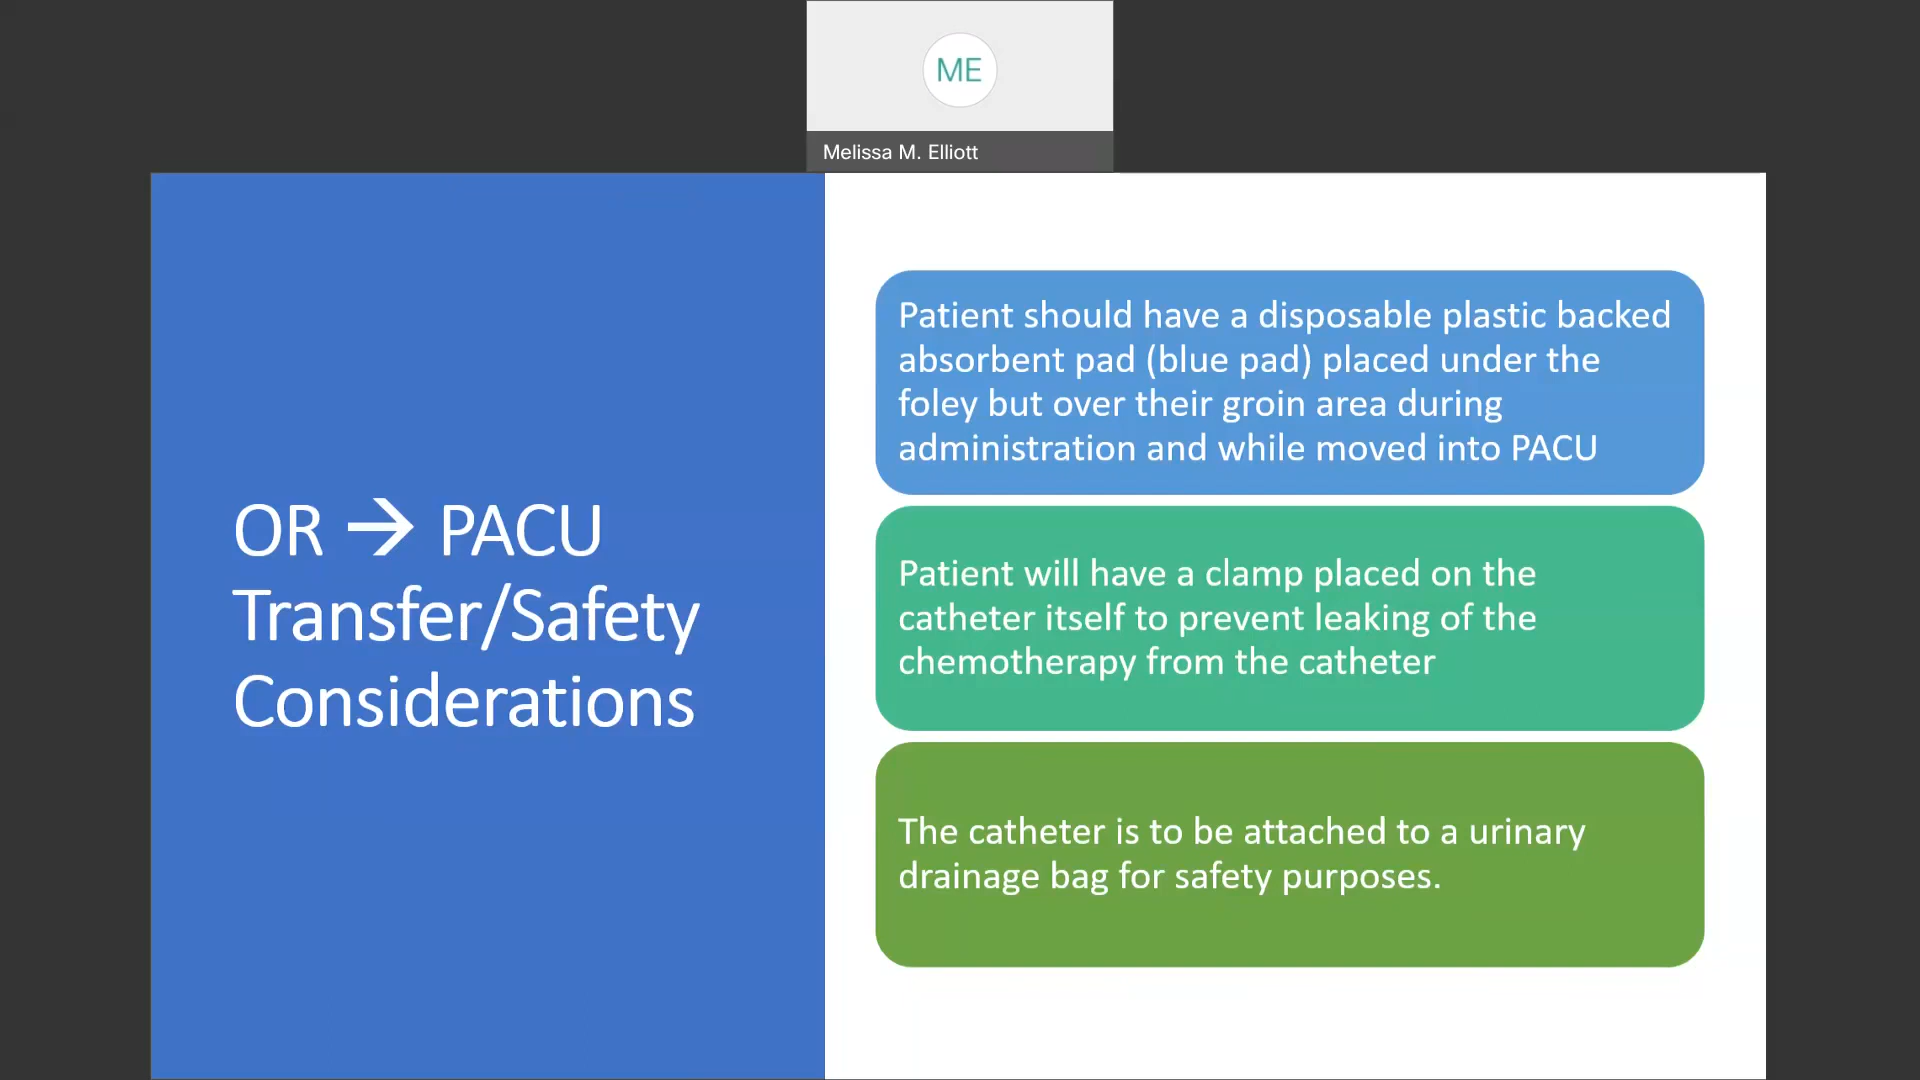 ME
Melissa M. Elliott
OR → PACU
Transfer/Safety
Considerations
Patient should have a disposable plastic backed
absorbent pad (blue pad) placed under the
foley but over their groin area during
administration and while moved into PACU
Patient will have a clamp placed on the
catheter itself to prevent leaking of the
chemotherapy from the catheter
The catheter is to be attached to a urinary
drainage bag for safety purposes.